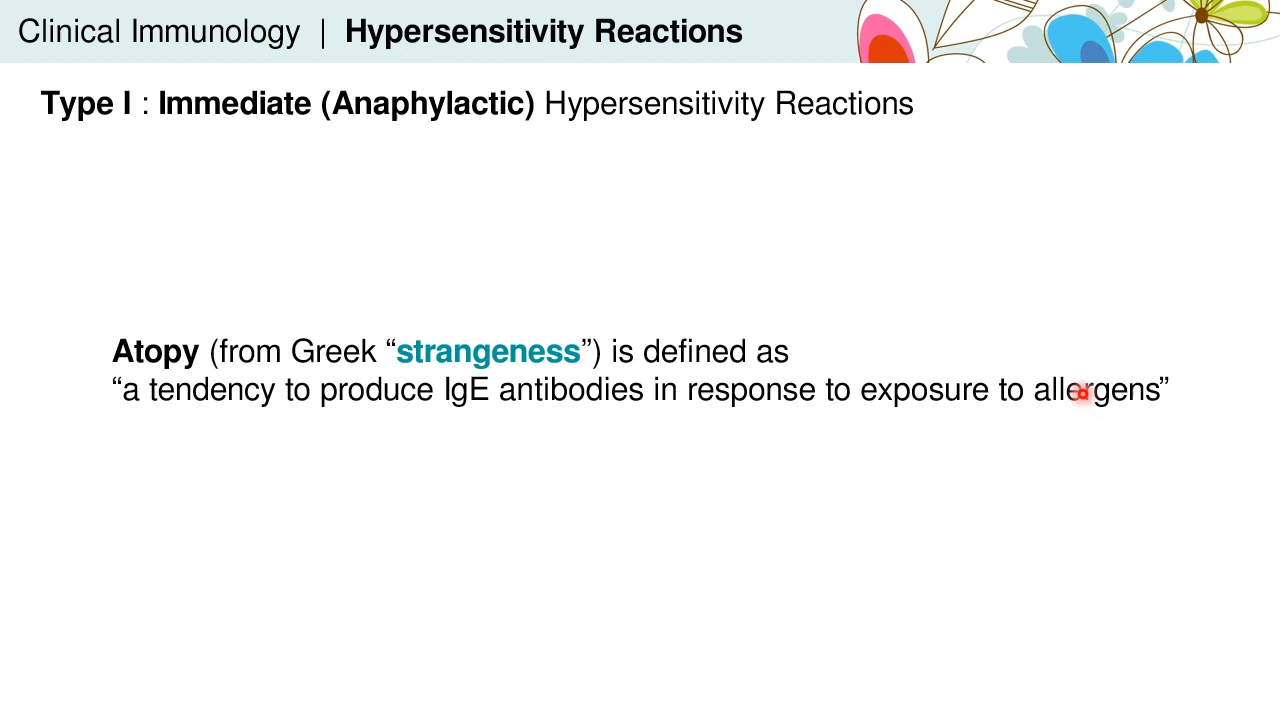 Clinical Immunology | Hypersensitivity Reactions
Type I : Immediate (Anaphylactic) Hypersensitivity Reactions
Atopy (from Greek “strangeness”) is defined as
“a tendency to produce IgE antibodies in response to exposure to allergens”